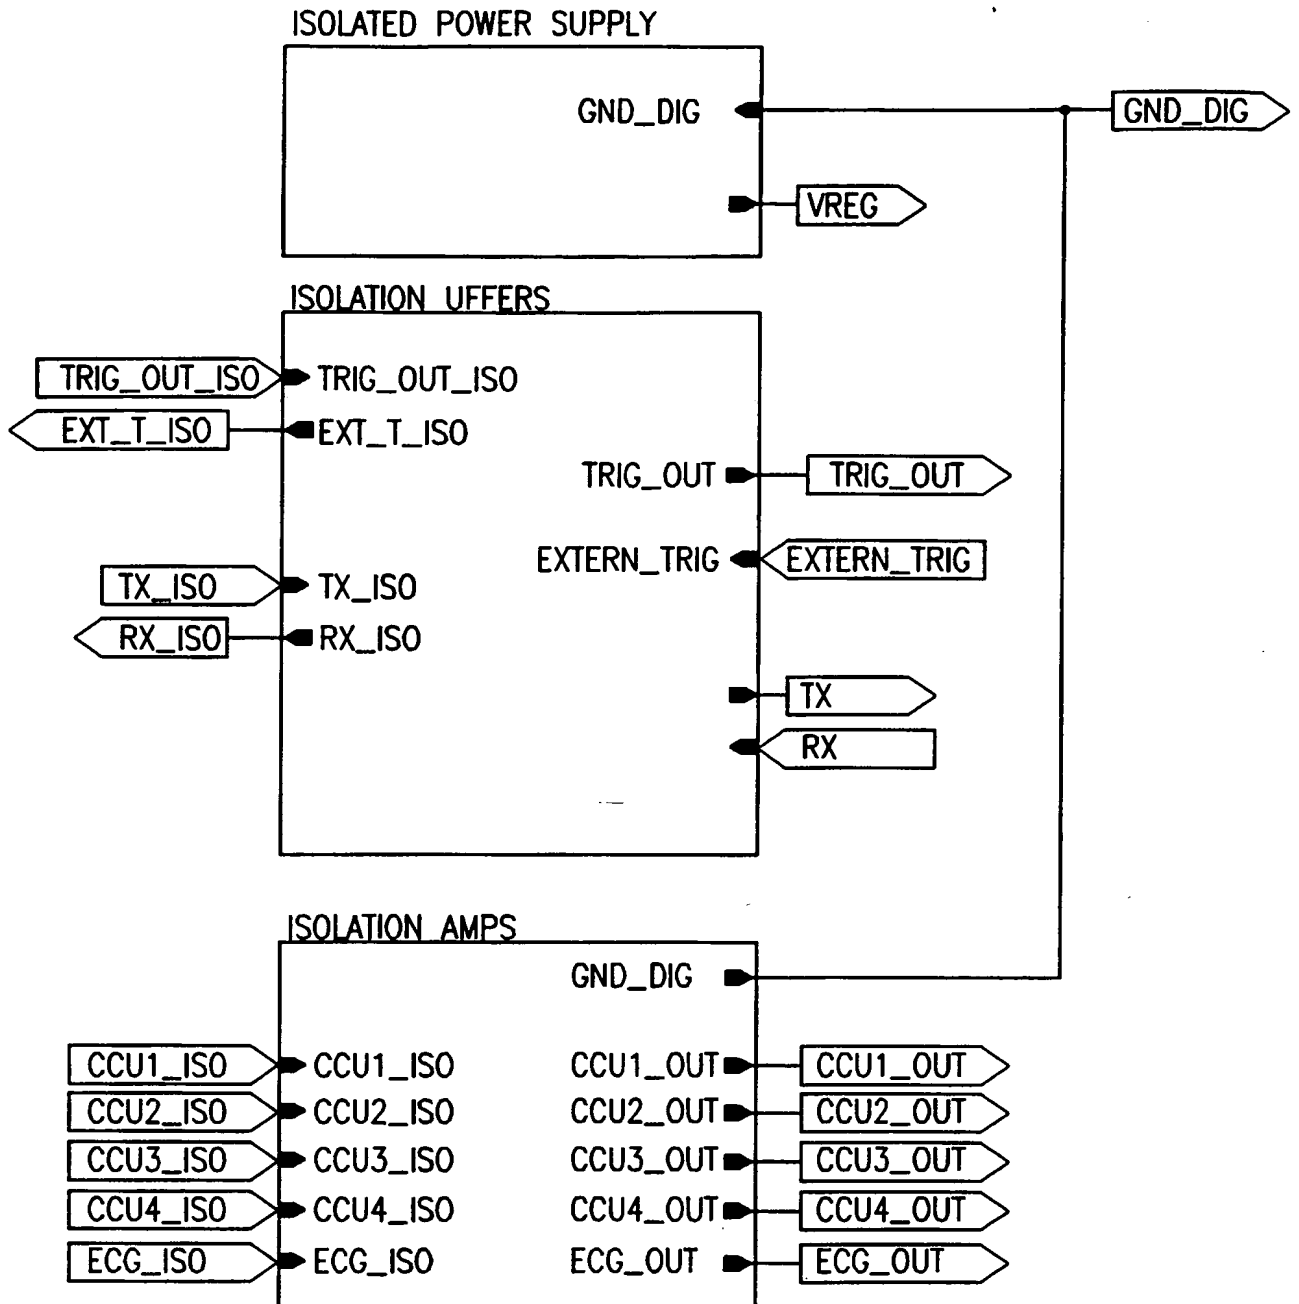 ISOLATED POWER SUPPLY
GND_DIG
GND_DIG
VREG
ISOLATION UFFERS
TRIG_OUT_ISO
TRIG_OUT_ISO
EXT_T_ISO
EXT_T_ISO
TRIG_OUT
TRIG_OUT
EXTERN_TRIG
EXTERN_TRIG
TX_ISO
TX_ISO
RX_ISO
RX_ISO
TX
RX
ISOLATION AMPS
GND_DIG
CCU1_ISO
CCU1_ISO
CCU1_OUT
CCU1_OUT
CCU2_ISO
CCU2_ISO
CCU2_OUT
CCU2_OUT
CCU3_ISO
CCU3_ISO
CCU3_OUT
CCU3_OUT
CCU4_ISO
CCU4_ISO
CCU4_OUT
CCU4_OUT
ECG_ISO
ECG_ISO
ECG_OUT
ECG_OUT